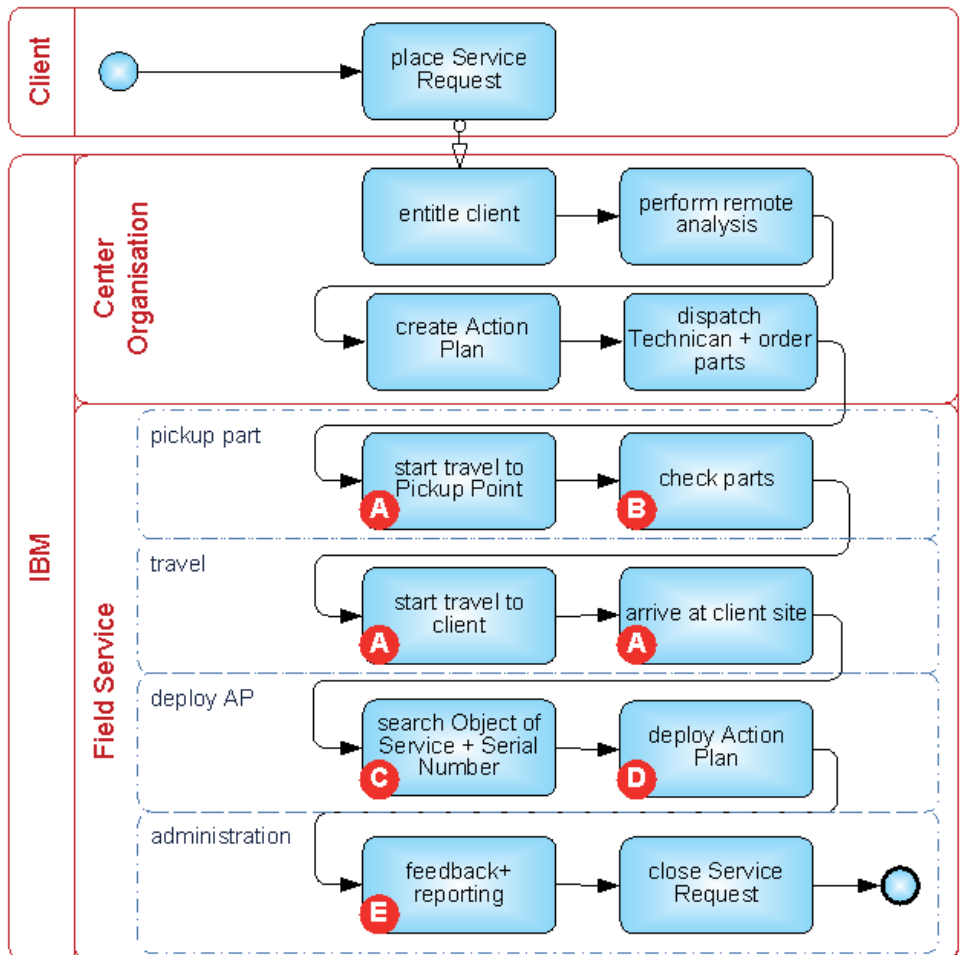 Client
place Service
Request
IBM
Center
Organisation
entitle client
perform remote
analysis
create Action
Plan
dispatch
Technican + order
parts
Field Service
pickup part
start travel to
Pickup Point
A
check parts
B
travel
start travel to
client
A
arrive at client site
A
deploy AP
search Object of
Service + Serial
Number
C
deploy Action
Plan
D
administration
feedback+
reporting
E
close Service
Request